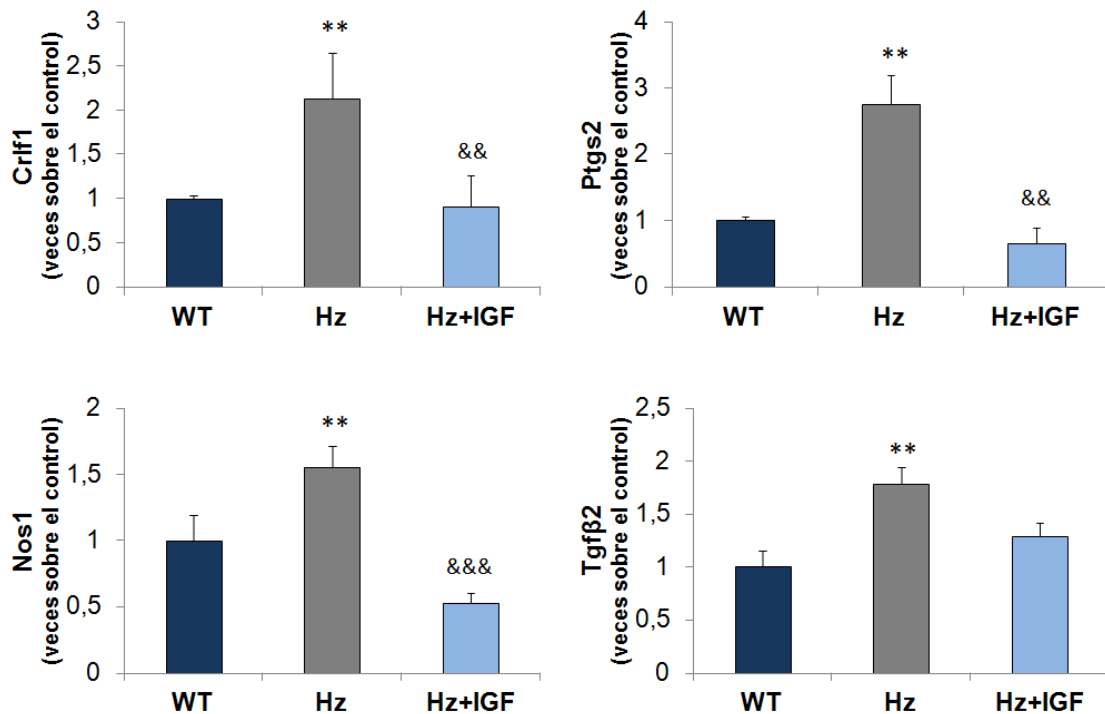 Crlf1
(veces sobre el control)
3
2,5
2
1,5
1
0,5
0
**
&&
WT Hz Hz+IGF
Ptgs2
(veces sobre el control)
4
3
2
1
0
**
&&
WT Hz Hz+IGF
Nos1
(veces sobre el control)
2
1,5
1
0,5
0
**
&&&
WT Hz Hz+IGF
Tgfβ2
(veces sobre el control)
2,5
2
1,5
1
0,5
0
**
WT Hz Hz+IGF